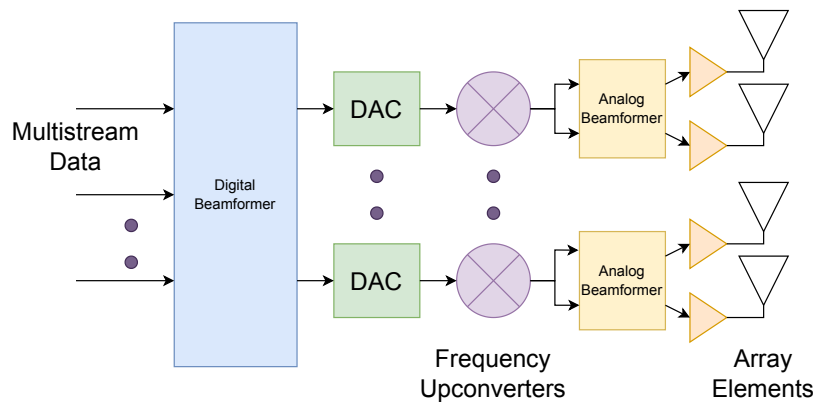 Multistream
Data
Digital
Beamformer
DAC
Analog
Beamformer
DAC
Analog
Beamformer
Frequency
Upconverters
Array
Elements